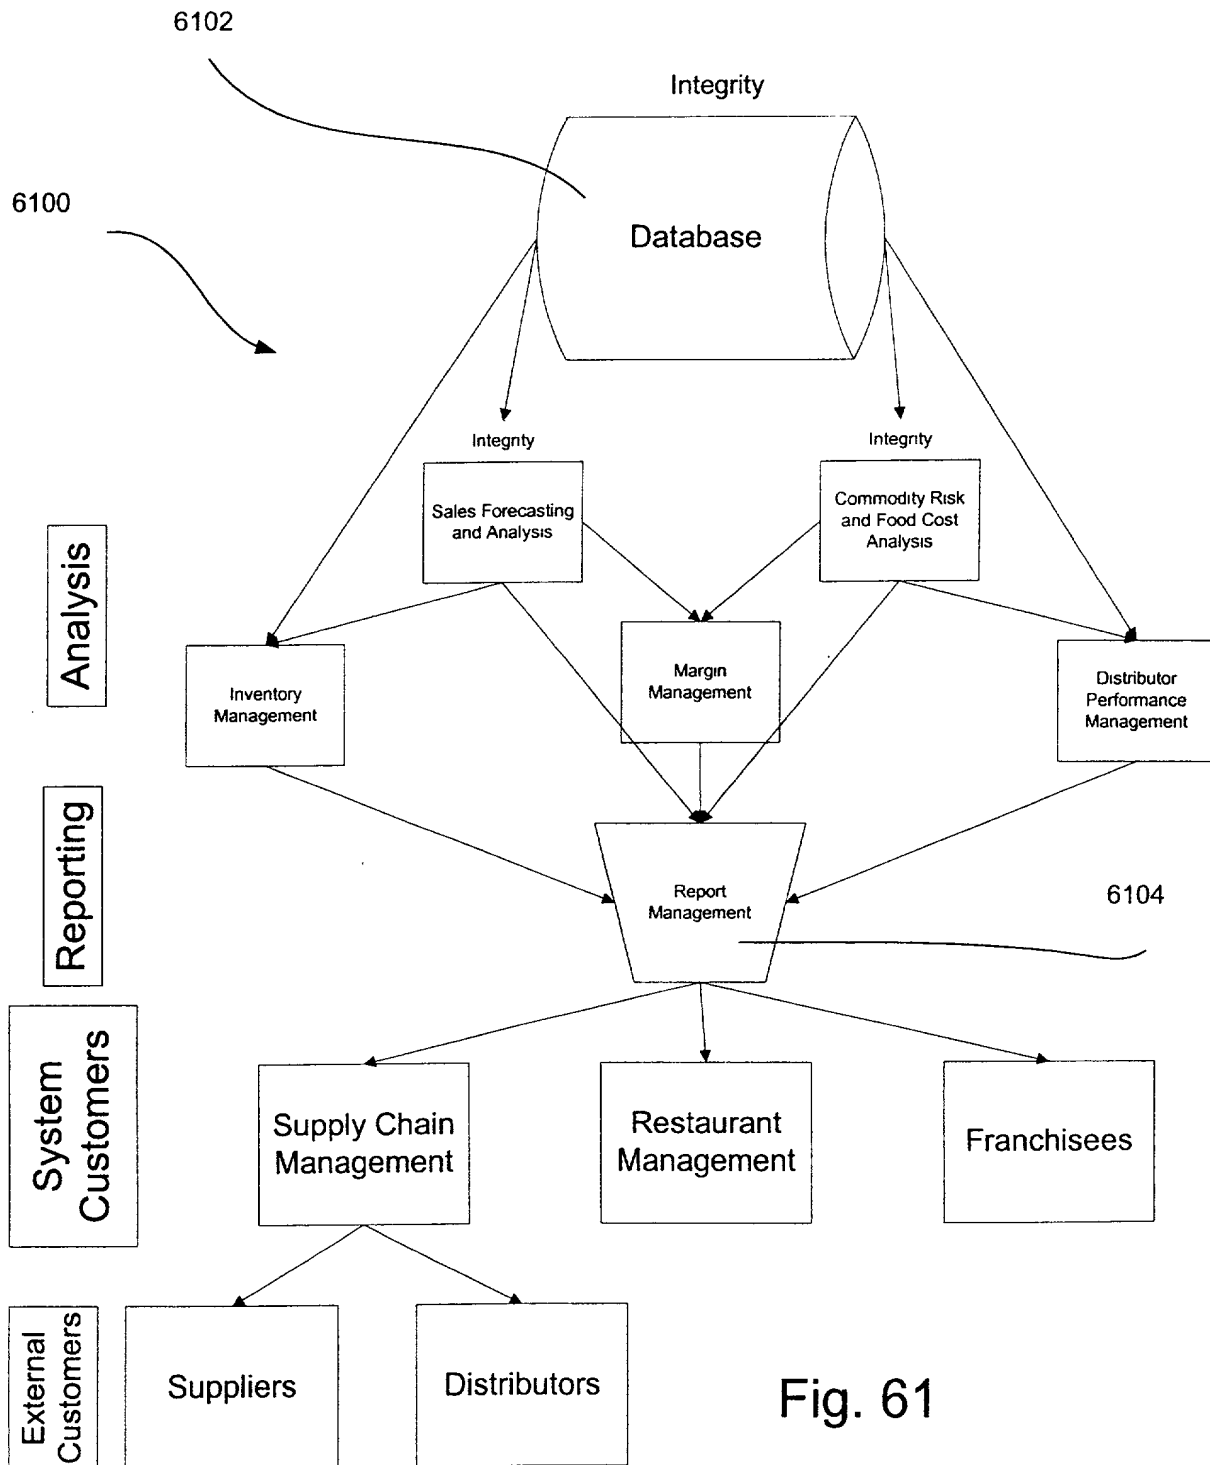 6102
Integrity
6100
Database
Integrity
Integrity
Sales Forecasting
and Analysis
Commodity Risk
and Food Cost
Analysis
Analysis
Inventory
Management
Margin
Management
Distributor
Performance
Management
Reporting
Report
Management
6104
System
Customers
Supply Chain
Management
Restaurant
Management
Franchisees
External
Customers
Suppliers
Distributors
Fig. 61